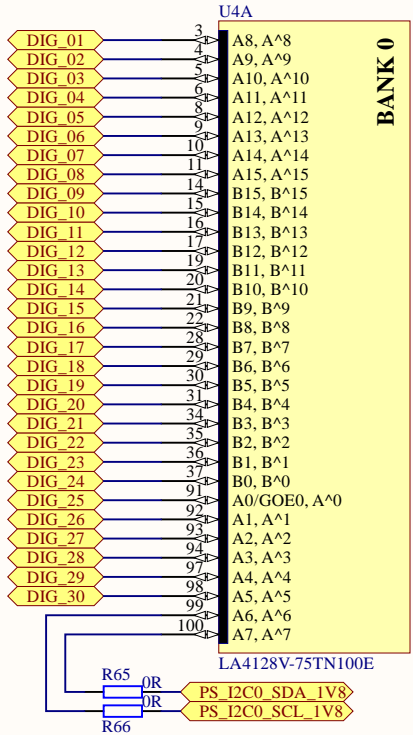 U4A
DIG_01 3 A8, A^8
DIG_02 4 A9, A^9
DIG_03 5 A10, A^10
DIG_04 6 A11, A^11
DIG_05 8 A12, A^12
DIG_06 9 A13, A^13
DIG_07 10 A14, A^14
DIG_08 11 A15, A^15
DIG_09 14 B15, B^15
DIG_10 15 B14, B^14
DIG_11 16 B13, B^13
DIG_12 17 B12, B^12
DIG_13 19 B11, B^11
DIG_14 20 B10, B^10
DIG_15 21 B9, B^9
DIG_16 22 B8, B^8
DIG_17 28 B7, B^7
DIG_18 29 B6, B^6
DIG_19 30 B5, B^5
DIG_20 31 B4, B^4
DIG_21 34 B3, B^3
DIG_22 35 B2, B^2
DIG_23 36 B1, B^1
DIG_24 37 B0, B^0
DIG_25 91 A0/GOE0, A^0
DIG_26 92 A1, A^1
DIG_27 93 A2, A^2
DIG_28 94 A3, A^3
DIG_29 97 A4, A^4
DIG_30 98 A5, A^5
99 A6, A^6
100 A7, A^7
BANK 0
LA4128V-75TN100E
R65 0R PS_I2C0_SDA_1V8
R66 0R PS_I2C0_SCL_1V8